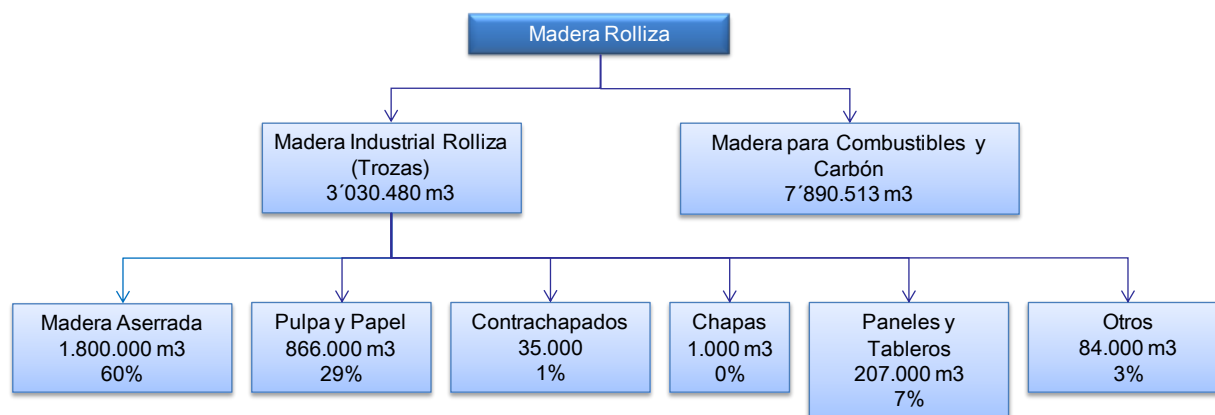 Madera Rolliza
Madera Industrial Rolliza
(Trozas)
3´030.480 m3
Madera para Combustibles y
Carbón
7´890.513 m3
Madera Aserrada
1.800.000 m3
60%
Pulpa y Papel
866.000 m3
29%
Contrachapados
35.000
1%
Chapas
1.000 m3
0%
Paneles y
Tableros
207.000 m3
7%
Otros
84.000 m3
3%